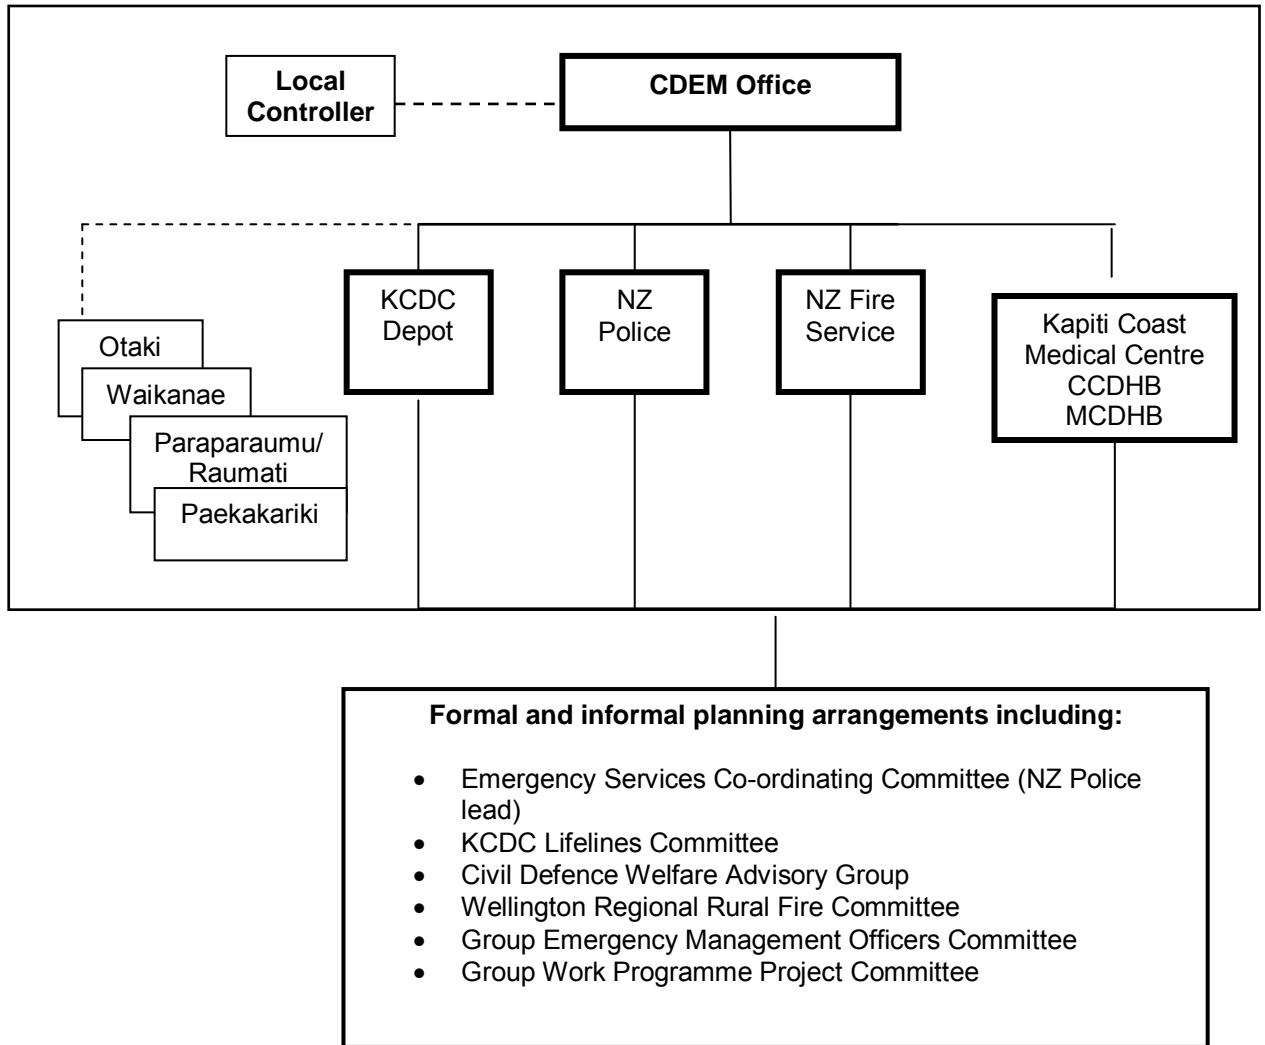 Local
Controller
CDEM Office
KCDC
Depot
NZ
Police
NZ Fire
Service
Kapiti Coast
Medical Centre
CCDHB
MCDHB
Otaki
Waikanae
Paraparaumu/
Raumati
Paekakariki
Formal and informal planning arrangements including:
• Emergency Services Co-ordinating Committee (NZ Police
lead)
• KCDC Lifelines Committee
• Civil Defence Welfare Advisory Group
• Wellington Regional Rural Fire Committee
• Group Emergency Management Officers Committee
• Group Work Programme Project Committee